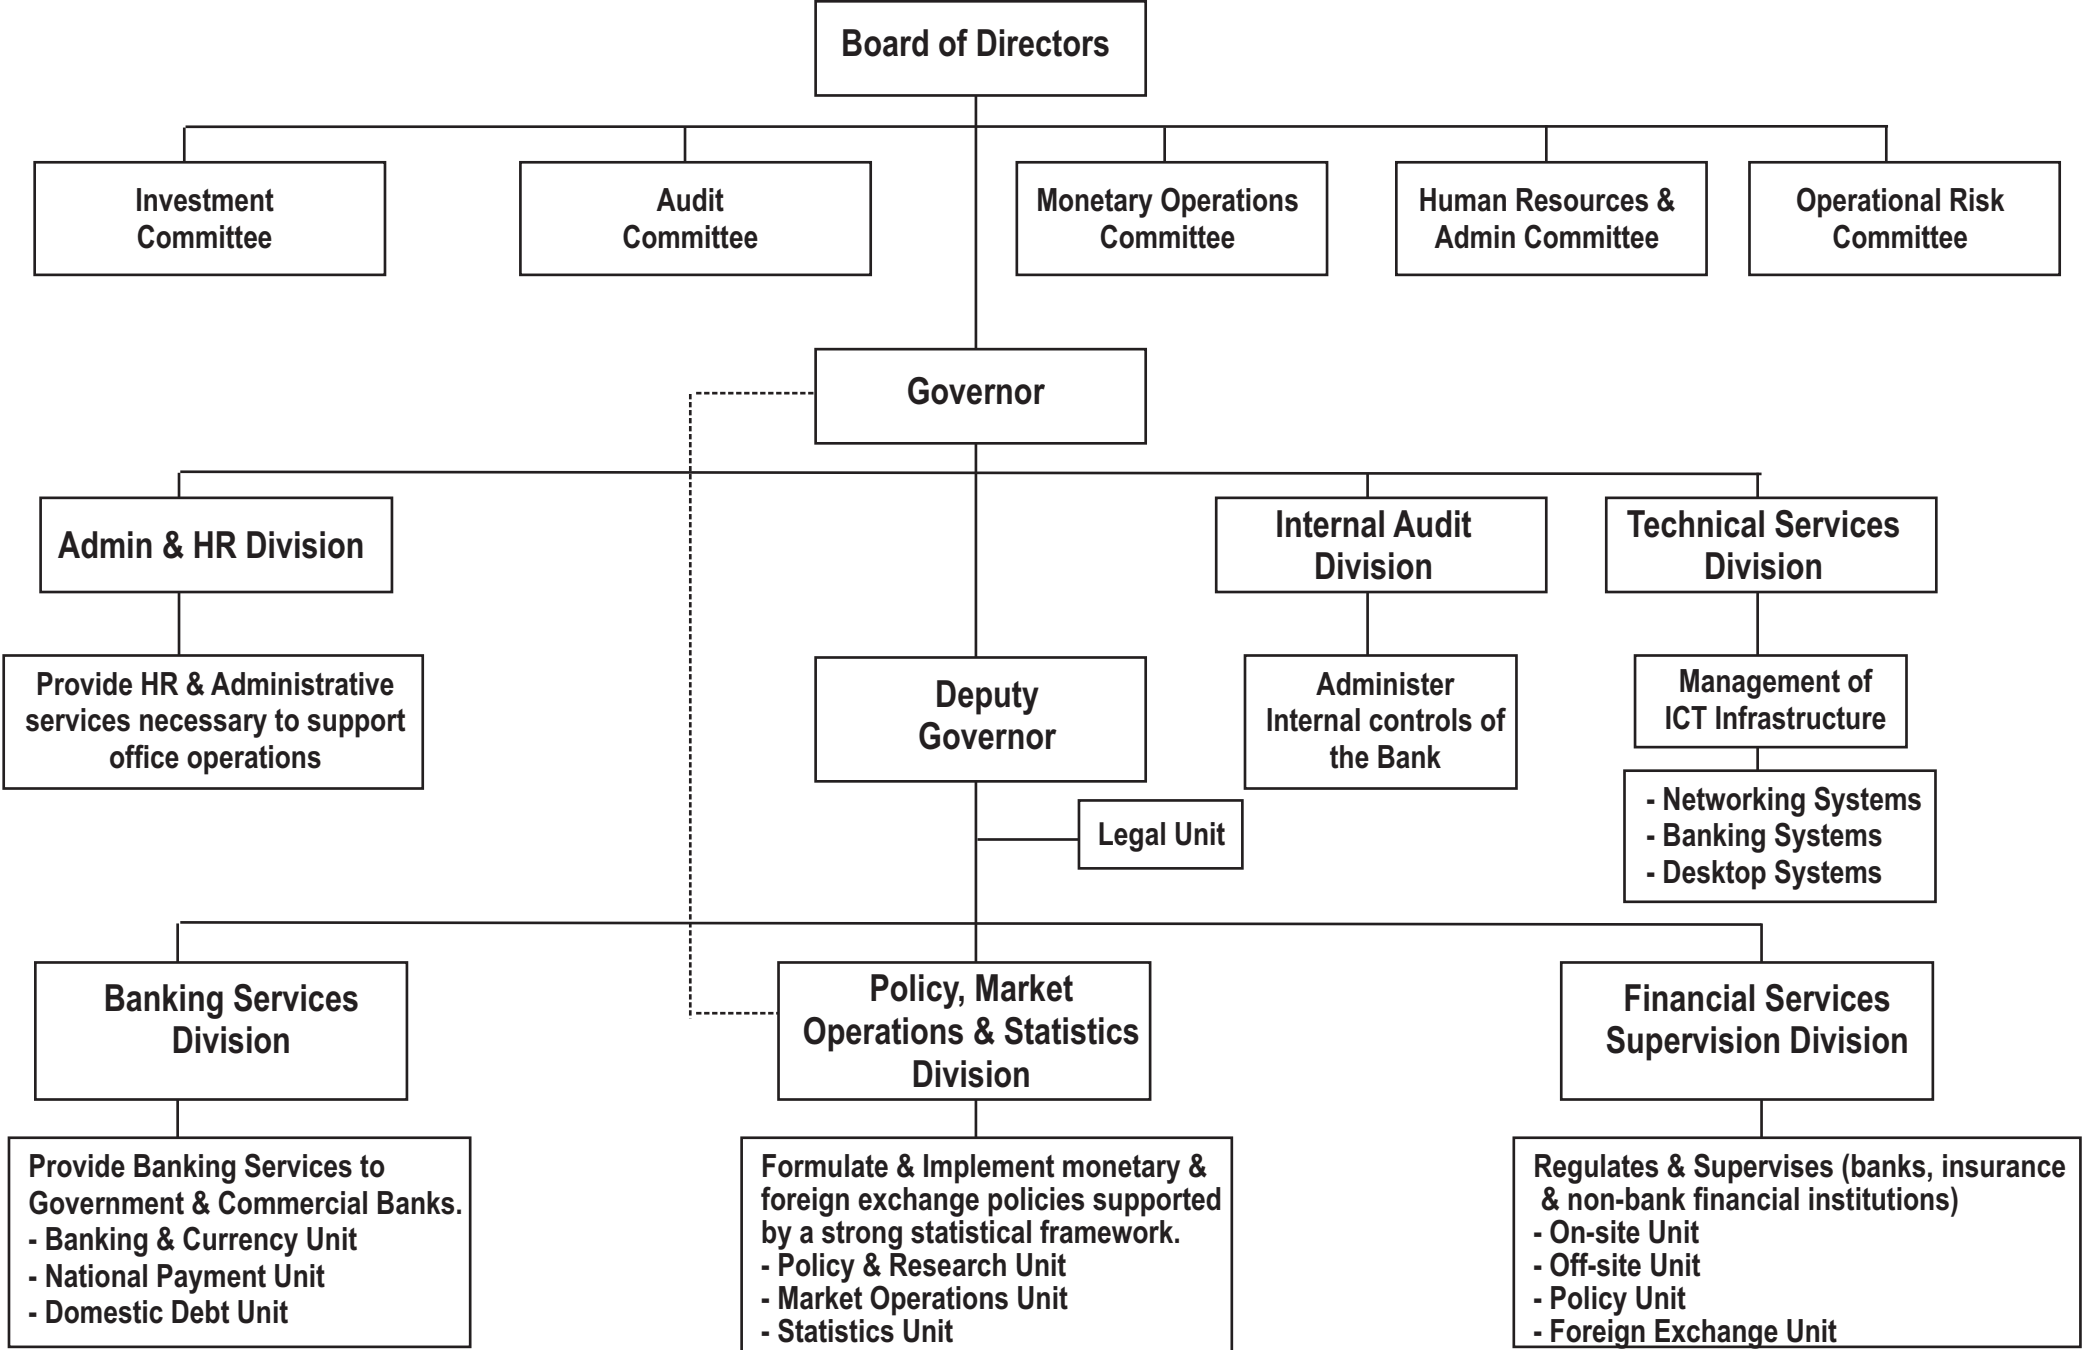 Board of Directors
Investment
Committee
Audit
Committee
Monetary Operations
Committee
Human Resources &
Admin Committee
Operational Risk
Committee
Governor
Admin & HR Division
Internal Audit
Division
Technical Services
Division
Provide HR & Administrative
services necessary to support
office operations
Deputy
Governor
Administer
Internal controls of
the Bank
Management of
ICT Infrastructure
- Networking Systems
- Banking Systems
- Desktop Systems
Legal Unit
Banking Services
Division
Policy, Market
Operations & Statistics
Division
Financial Services
Supervision Division
Provide Banking Services to
Government & Commercial Banks.
- Banking & Currency Unit
- National Payment Unit
- Domestic Debt Unit
Formulate & Implement monetary &
foreign exchange policies supported
by a strong statistical framework.
- Policy & Research Unit
- Market Operations Unit
- Statistics Unit
Regulates & Supervises (banks, insurance
& non-bank financial institutions)
- On-site Unit
- Off-site Unit
- Policy Unit
- Foreign Exchange Unit